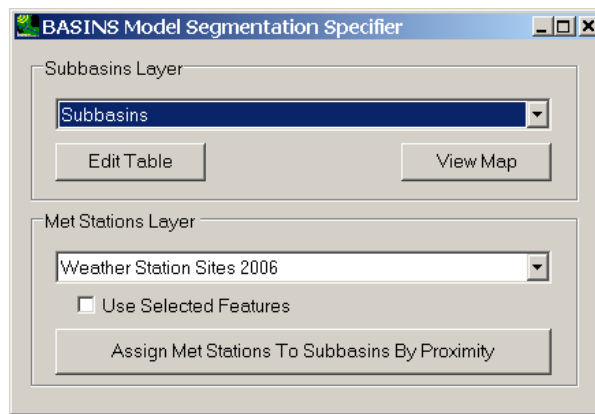 BASINS Model Segmentation Specifier
Subbasins Layer
Subbasins
Edit Table View Map
Met Stations Layer
Weather Station Sites 2006
Use Selected Features
Assign Met Stations To Subbasins By Proximity